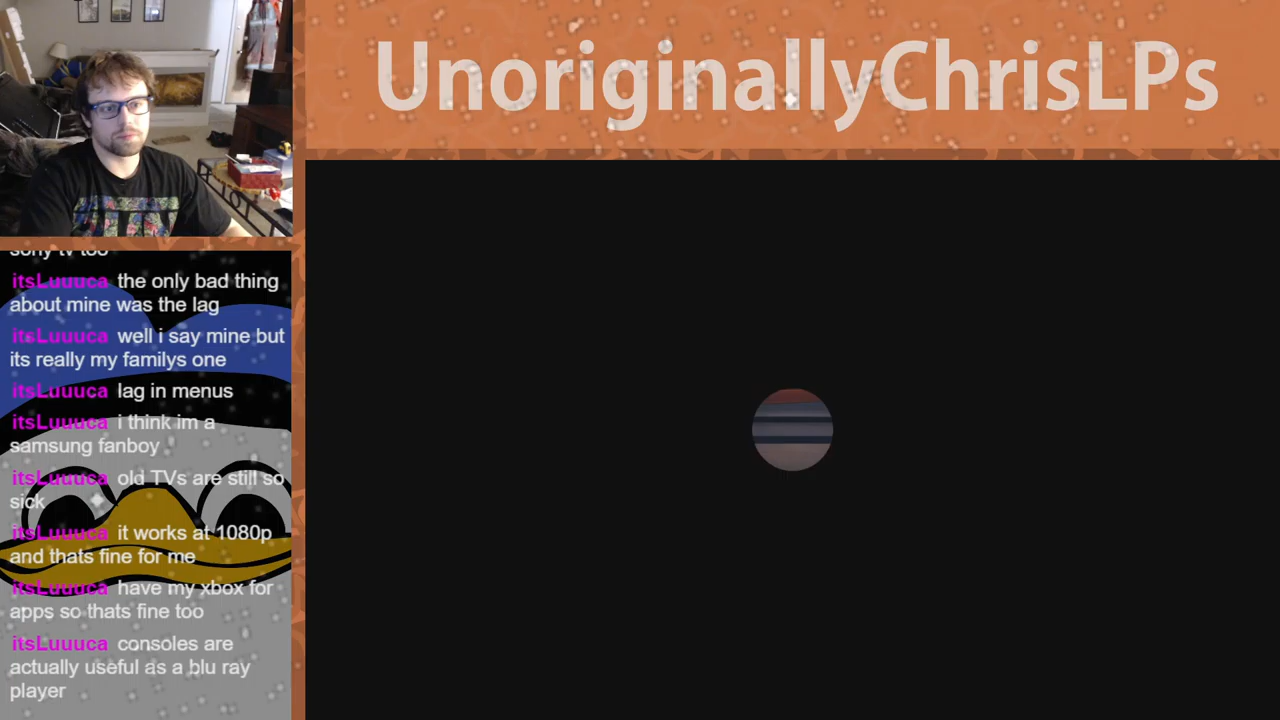 UnoriginallyChrisLPs
sony tv too
itsLuuuca the only bad thing
about mine was the lag
itsLuuuca well i say mine but
its really my familys one
itsLuuuca lag in menus
itsLuuuca i think im a
samsung fanboy
itsLuuuca old TVs are still so
sick
itsLuuuca it works at 1080p
and thats fine for me
itsLuuuca have my xbox for
apps so thats fine too
itsLuuuca consoles are
actually useful as a blu ray
player